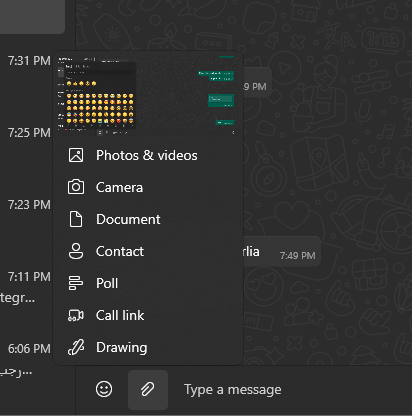 7:31 PM
9 PM
7:25 PM
Photos & videos
Camera
7:23 PM
Document
Contact
rlia
7:49 PM
7:11 PM
Poll
tegr...
Call link
6:06 PM
Drawing
رجب...
Type a message